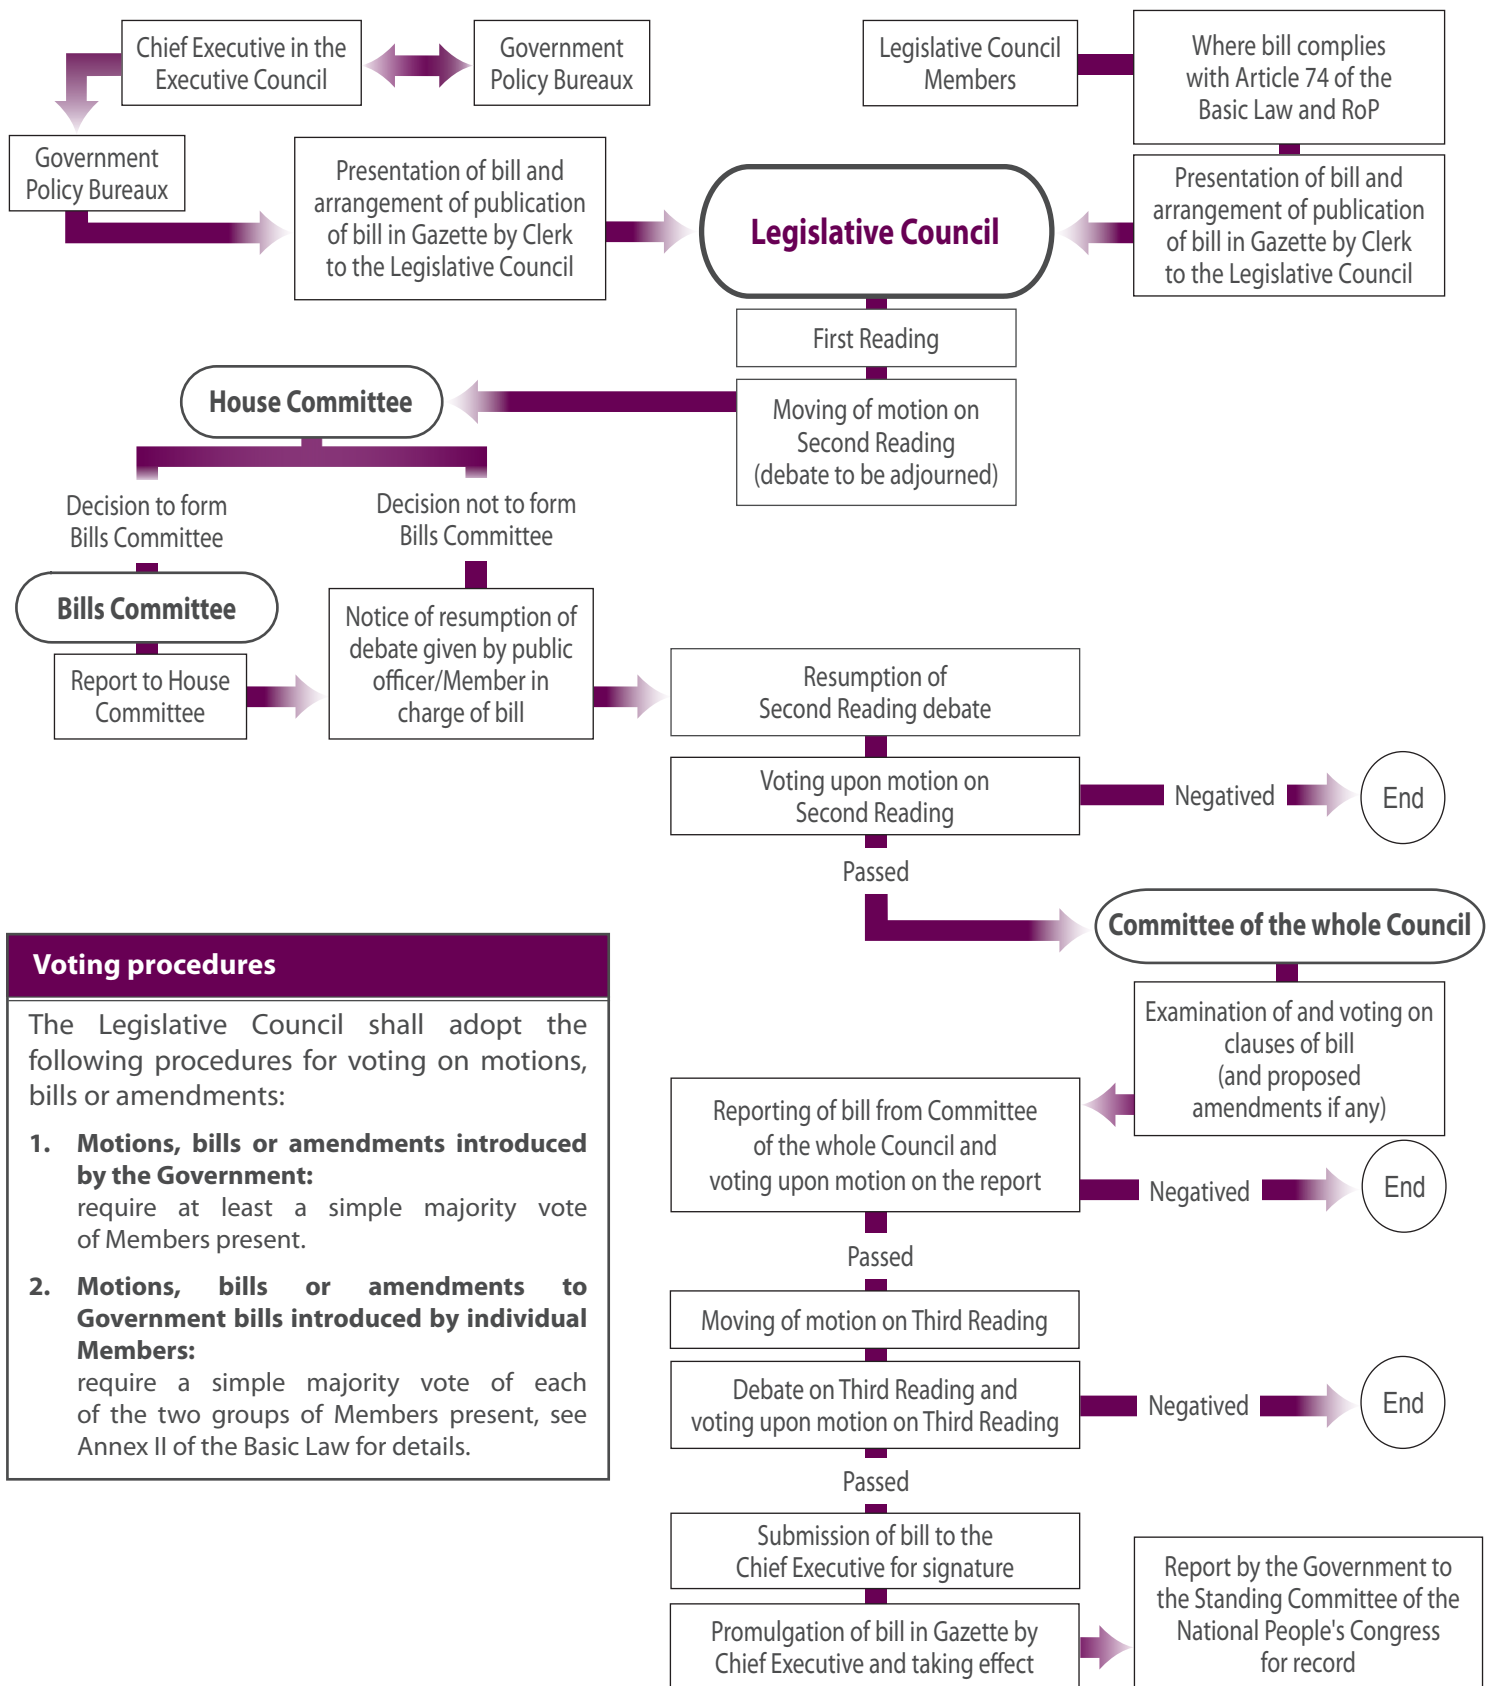 Chief Executive in the
Executive Council
Government
Policy Bureaux
Legislative Council
Members
Where bill complies
with Article 74 of the
Basic Law and RoP
Government
Policy Bureaux
Presentation of bill and
arrangement of publication
of bill in Gazette by Clerk
to the Legislative Council
Legislative Council
Presentation of bill and
arrangement of publication
of bill in Gazette by Clerk
to the Legislative Council
First Reading
House Committee
Moving of motion on
Second Reading
(debate to be adjourned)
Decision to form
Bills Committee
Decision not to form
Bills Committee
Bills Committee
Report to House
Committee
Notice of resumption of
debate given by public
officer/Member in
charge of bill
Resumption of
Second Reading debate
Voting upon motion on
Second Reading
Negatived
End
Passed
Committee of the whole Council
Examination of and voting on
clauses of bill
(and proposed
amendments if any)
Reporting of bill from Committee
of the whole Council and
voting upon motion on the report
Negatived
End
Passed
Moving of motion on Third Reading
Debate on Third Reading and
voting upon motion on Third Reading
Negatived
End
Passed
Submission of bill to the
Chief Executive for signature
Promulgation of bill in Gazette by
Chief Executive and taking effect
Report by the Government to
the Standing Committee of the
National People's Congress
for record
Voting procedures
The Legislative Council shall adopt the
following procedures for voting on motions,
bills or amendments:
1. Motions, bills or amendments introduced
by the Government:
require at least a simple majority vote
of Members present.
2. Motions, bills or amendments to
Government bills introduced by individual
Members:
require a simple majority vote of each
of the two groups of Members present, see
Annex II of the Basic Law for details.